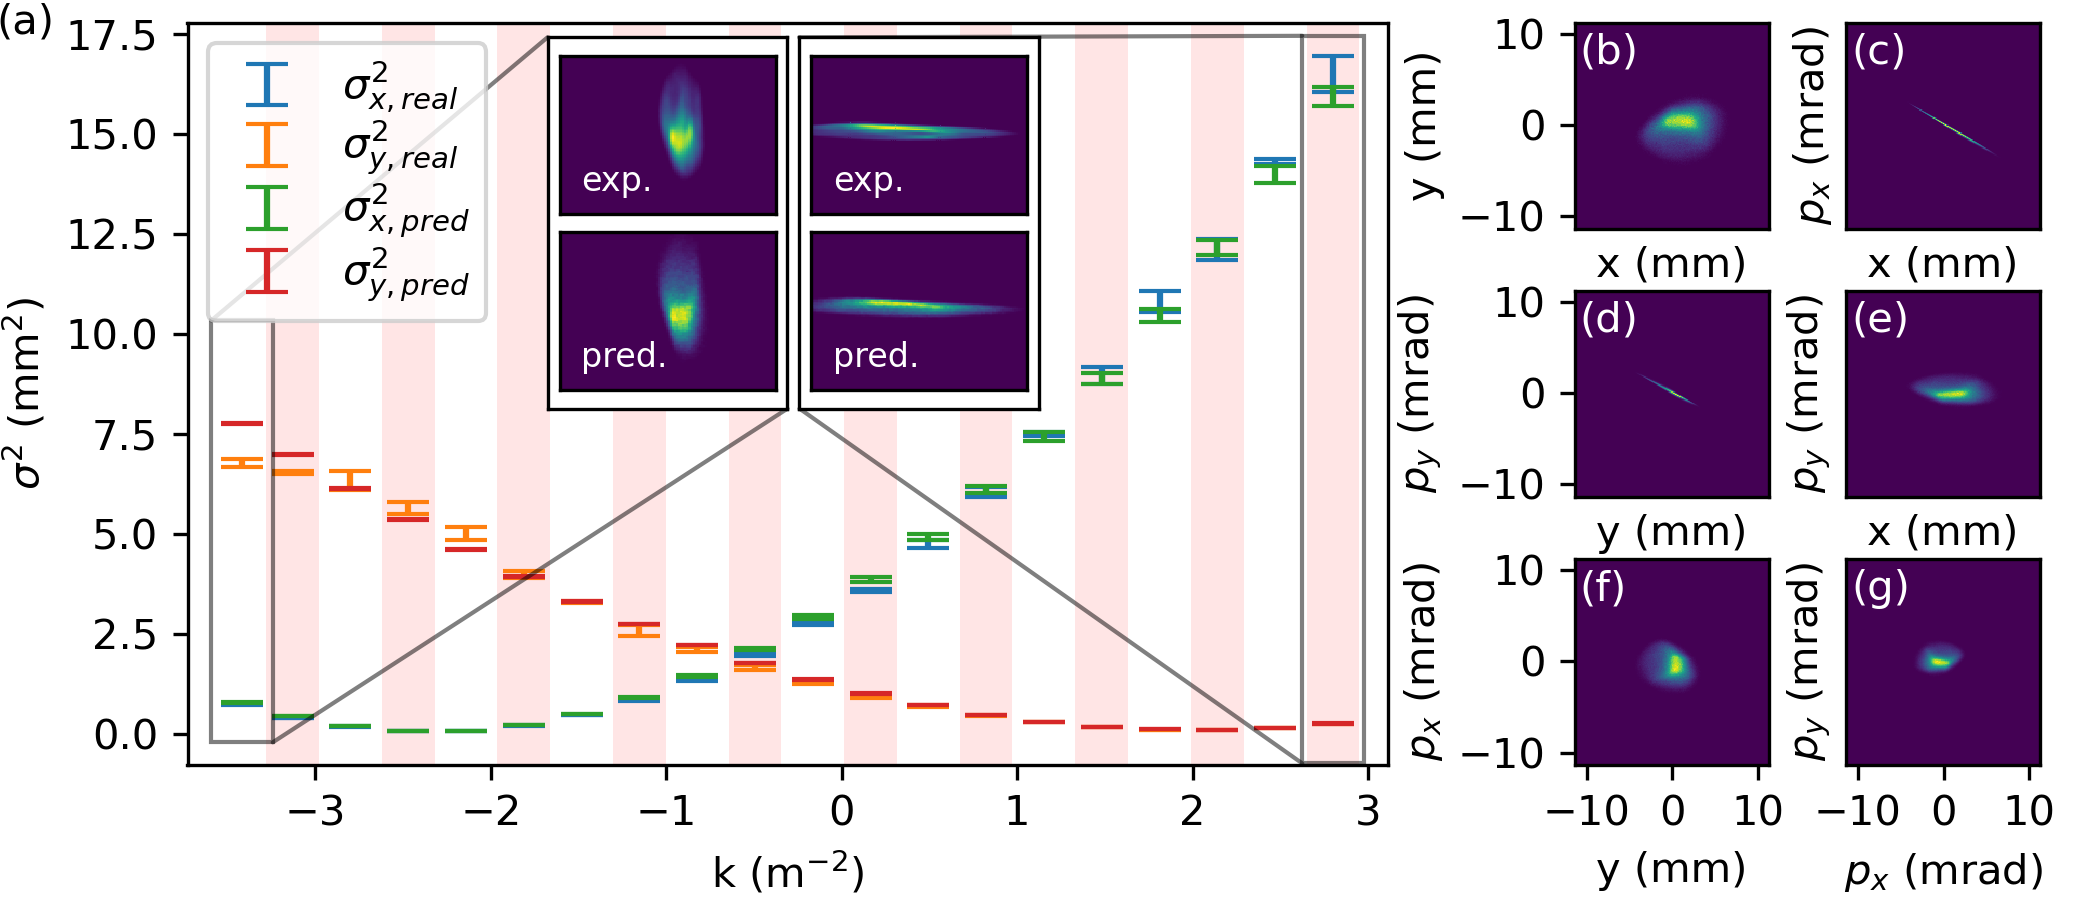 (a)
17.5
15.0
12.5
10.0
7.5
5.0
2.5
0.0
σ² (mm²)
σ²x,real
σ²y,real
σ²x,pred
σ²y,pred
exp.
pred.
exp.
pred.
−3 −2 −1 0 1 2 3
k (m⁻²)
(b)
10
0
−10
y (mm)
x (mm)
(c)
pₓ (mrad)
x (mm)
(d)
10
0
−10
p_y (mrad)
y (mm)
(e)
p_y (mrad)
x (mm)
(f)
10
0
−10
pₓ (mrad)
−10 0 10
y (mm)
(g)
p_y (mrad)
−10 0 10
pₓ (mrad)